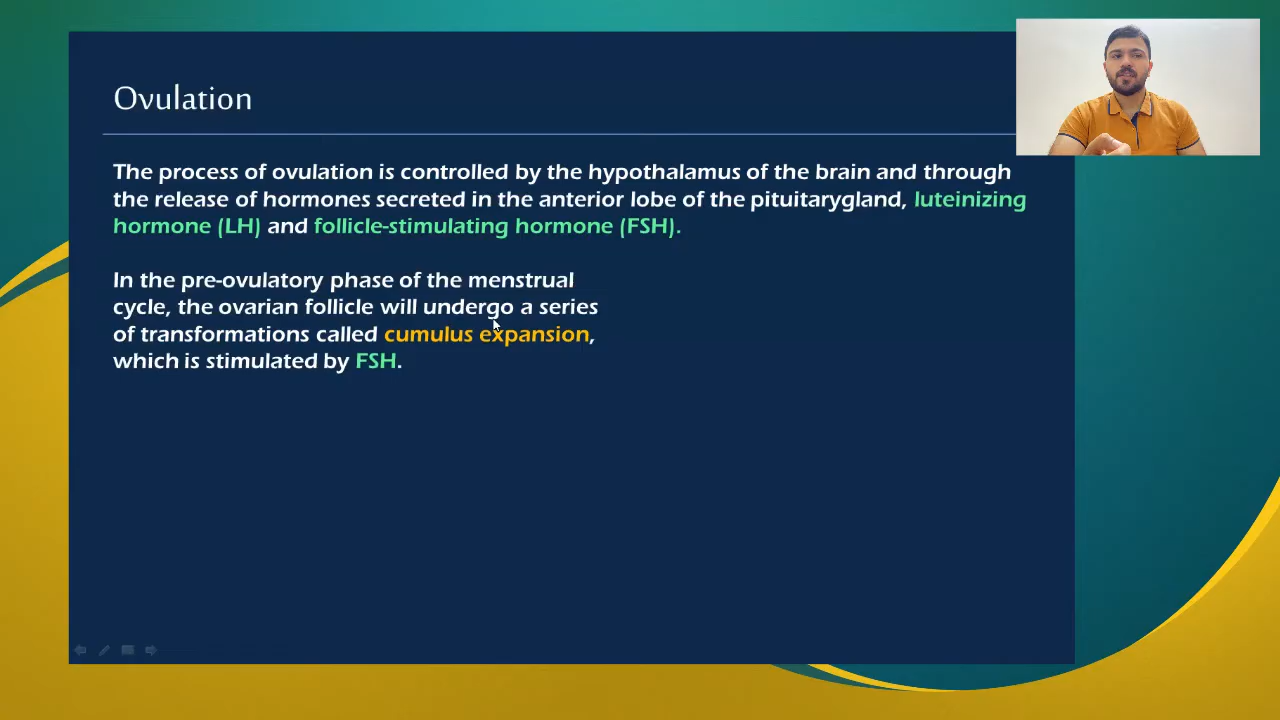 Ovulation
The process of ovulation is controlled by the hypothalamus of the brain and through
the release of hormones secreted in the anterior lobe of the pituitarygland, luteinizing
hormone (LH) and follicle-stimulating hormone (FSH).
In the pre-ovulatory phase of the menstrual
cycle, the ovarian follicle will undergo a series
of transformations called cumulus expansion,
which is stimulated by FSH.